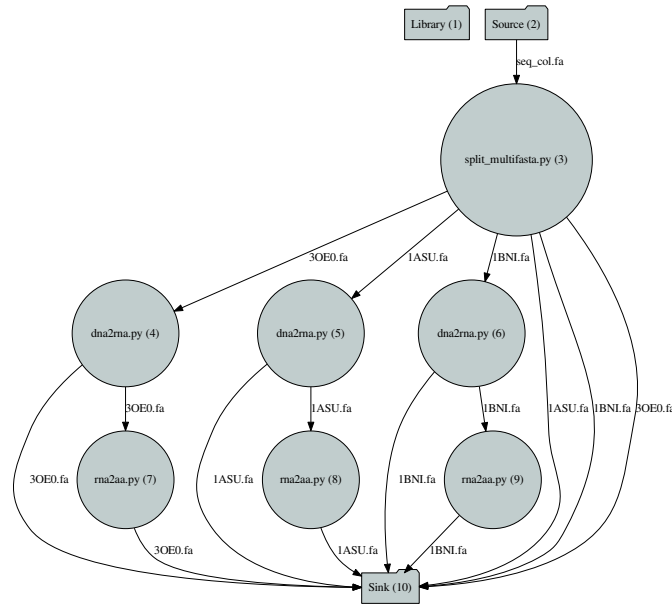 Library (1)
Source (2)
seq_col.fa
split_multifasta.py (3)
3OE0.fa
1ASU.fa
1BNI.fa
dna2rna.py (4)
dna2rna.py (5)
dna2rna.py (6)
3OE0.fa
1ASU.fa
1BNI.fa
1ASU.fa
1BNI.fa
3OE0.fa
3OE0.fa
rna2aa.py (7)
1ASU.fa
rna2aa.py (8)
1BNI.fa
rna2aa.py (9)
3OE0.fa
1ASU.fa
1BNI.fa
Sink (10)